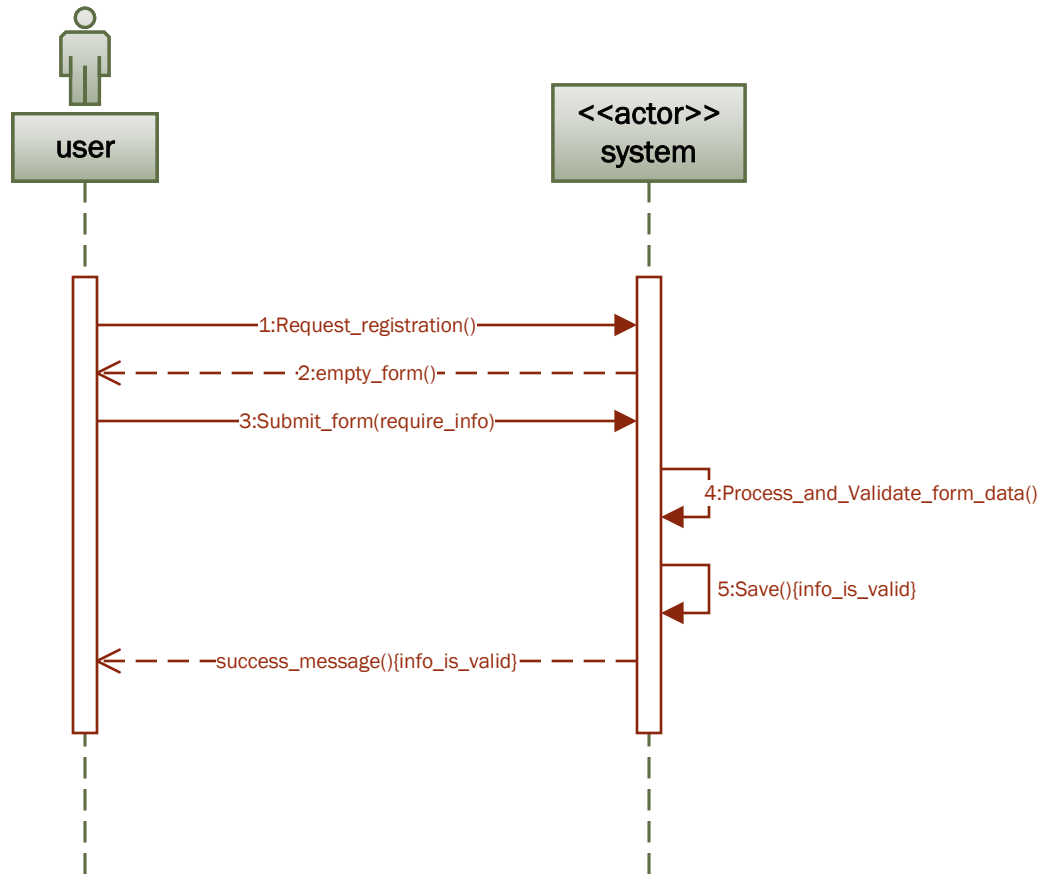 user
<<actor>>
system
1:Request_registration()
2:empty_form()
3:Submit_form(require_info)
4:Process_and_Validate_form_data()
5:Save(){info_is_valid}
success_message(){info_is_valid}